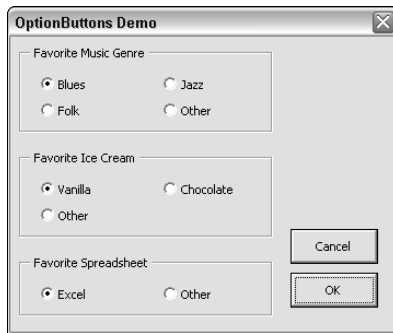 OptionButtons Demo
Favorite Music Genre
Blues Jazz
Folk Other
Favorite Ice Cream
Vanilla Chocolate
Other
Cancel
Favorite Spreadsheet
Excel Other
OK